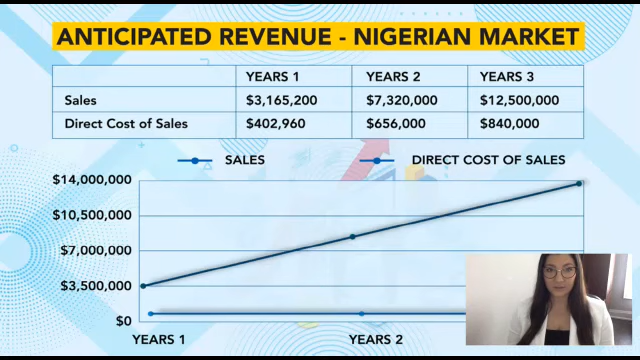 ANTICIPATED REVENUE - NIGERIAN MARKET
YEARS 1 YEARS 2 YEARS 3
Sales $3,165,200 $7,320,000 $12,500,000
Direct Cost of Sales $402,960 $656,000 $840,000
SALES DIRECT COST OF SALES
$14,000,000
$10,500,000
$7,000,000
$3,500,000
$0
YEARS 1 YEARS 2